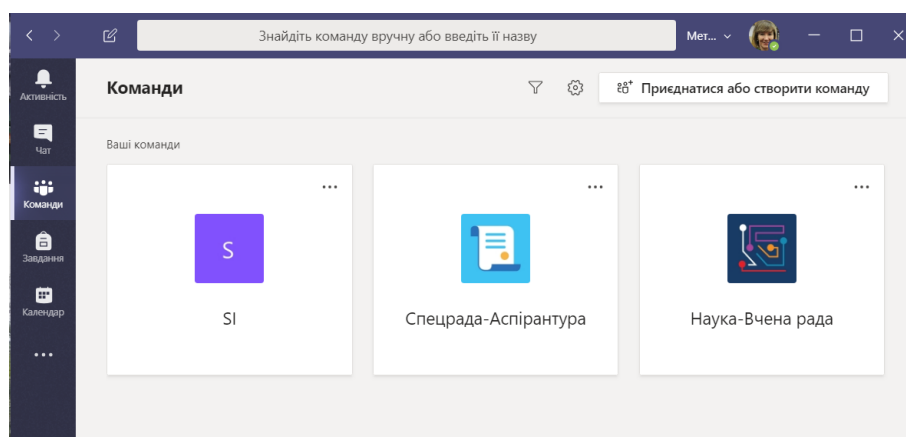 Знайдіть команду вручну або введіть її назву
Мет...
Активність
Команди
Приєднатися або створити команду
Чат
Ваші команди
Команди
Завдання
S
Календар
SI
Спецрада-Аспірантура
Наука-Вчена рада